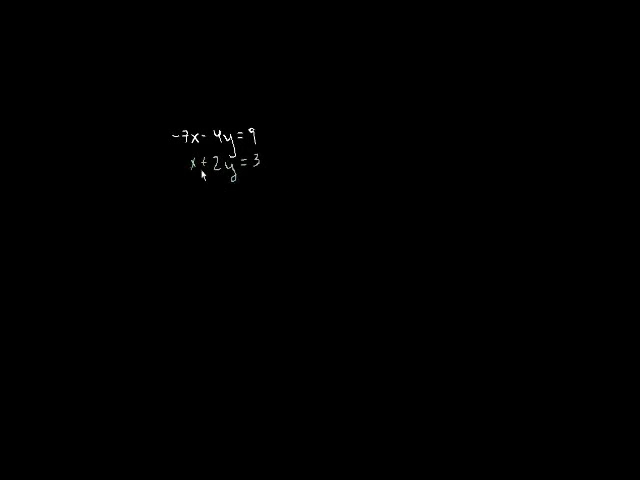 -7x - 4y = 9
x + 2y = 3